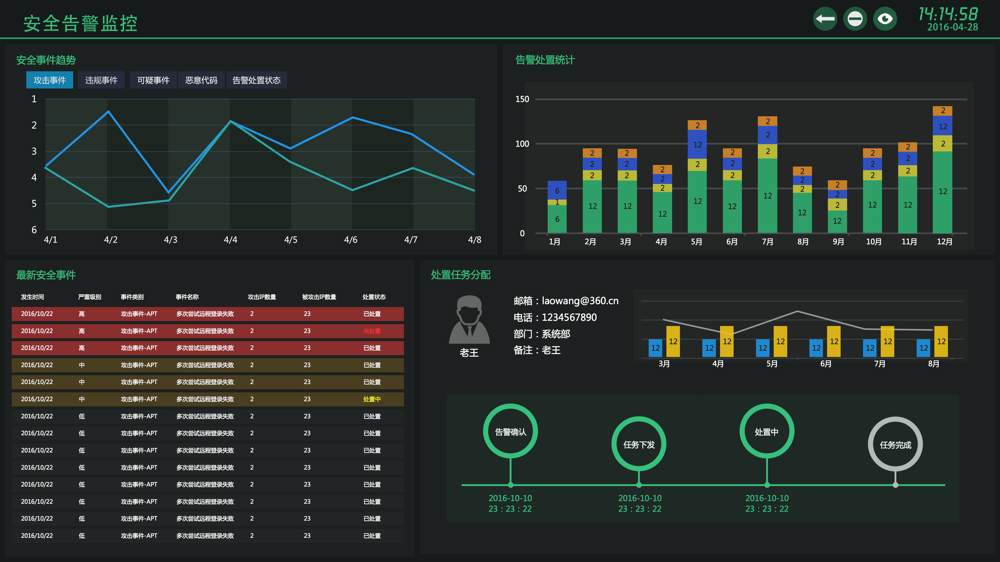 安全告警监控
14:14:58
2016-04-28
安全事件趋势
攻击事件 违规事件 可疑事件 恶意代码 告警处置状态
1
2
3
4
5
6
4/1 4/2 4/3 4/4 4/5 4/6 4/7 4/8
告警处置统计
150
100
50
0
6 1 6
2 2 2 12
2 2 2 12
2 2 2 12
2 12 2 12
2 2 2 12
2 2 2 12
2 2 2 12
2 2 2 12
2 2 2 12
2 2 2 12
2 12 2 12
1月 2月 3月 4月 5月 6月 7月 8月 9月 10月 11月 12月
最新安全事件
发生时间 严重级别 事件类别 事件名称 攻击IP数量 被攻击IP数量 处置状态
2016/10/22 高 攻击事件-APT 多次尝试远程登录失败 2 23 已处置
2016/10/22 高 攻击事件-APT 多次尝试远程登录失败 2 23 未处置
2016/10/22 高 攻击事件-APT 多次尝试远程登录失败 2 23 已处置
2016/10/22 中 攻击事件-APT 多次尝试远程登录失败 2 23 已处置
2016/10/22 中 攻击事件-APT 多次尝试远程登录失败 2 23 已处置
2016/10/22 中 攻击事件-APT 多次尝试远程登录失败 2 23 处置中
2016/10/22 低 攻击事件-APT 多次尝试远程登录失败 2 23 已处置
2016/10/22 低 攻击事件-APT 多次尝试远程登录失败 2 23 已处置
2016/10/22 低 攻击事件-APT 多次尝试远程登录失败 2 23 已处置
2016/10/22 低 攻击事件-APT 多次尝试远程登录失败 2 23 已处置
2016/10/22 低 攻击事件-APT 多次尝试远程登录失败 2 23 已处置
2016/10/22 低 攻击事件-APT 多次尝试远程登录失败 2 23 已处置
2016/10/22 低 攻击事件-APT 多次尝试远程登录失败 2 23 已处置
2016/10/22 低 攻击事件-APT 多次尝试远程登录失败 2 23 已处置
处置任务分配
老王
邮箱：laowang@360.cn
电话：1234567890
部门：系统部
备注：老王
12 12 12 12 12 12 12 12 12 12 12 12
3月 4月 5月 6月 7月 8月
告警确认 任务下发 处置中 任务完成
2016-10-10 2016-10-10 2016-10-10
23：23：22 23：23：22 23：23：22